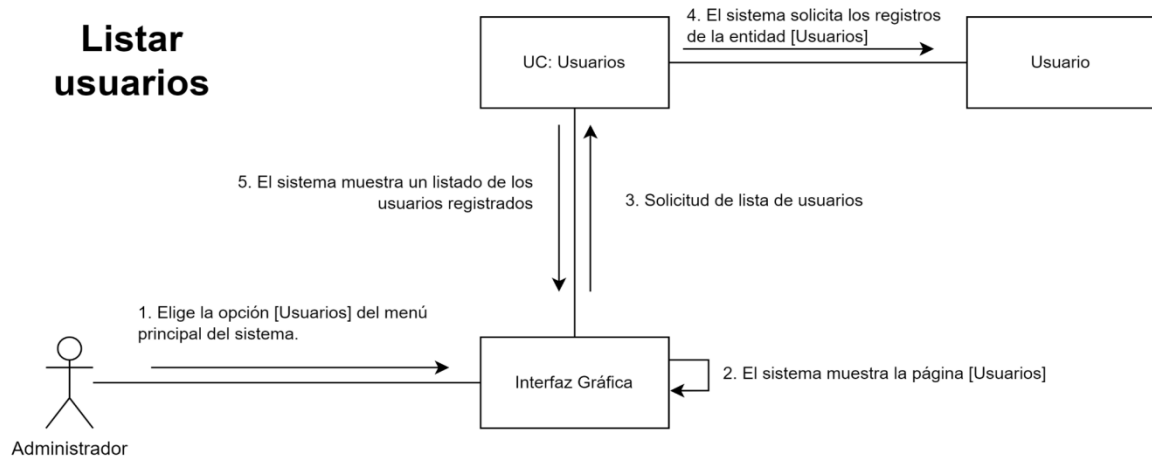 Listar
usuarios
4. El sistema solicita los registros
de la entidad [Usuarios]
UC: Usuarios
Usuario
5. El sistema muestra un listado de los
usuarios registrados
3. Solicitud de lista de usuarios
1. Elige la opción [Usuarios] del menú
principal del sistema.
Interfaz Gráfica
2. El sistema muestra la página [Usuarios]
Administrador